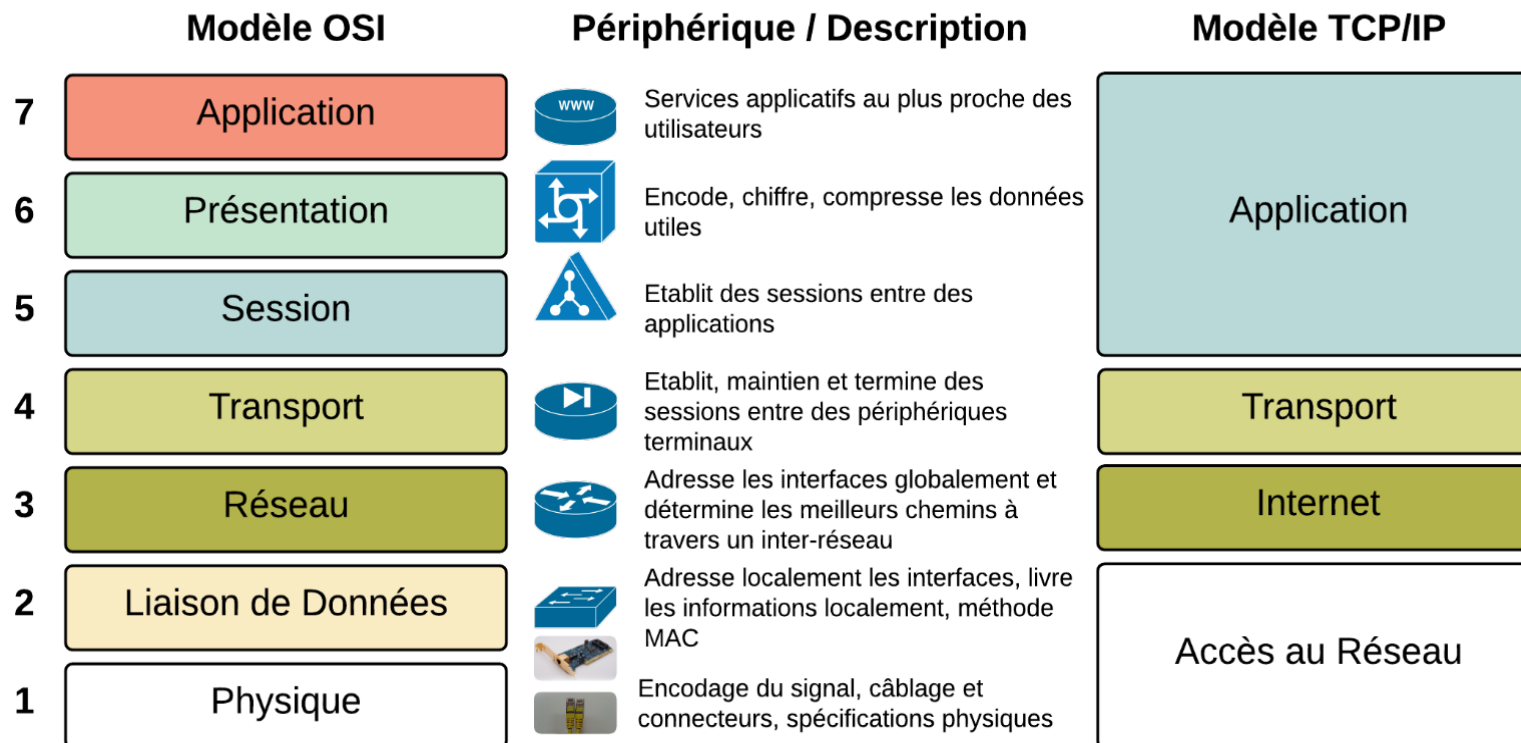 Modèle OSI
Périphérique / Description
Modèle TCP/IP
7
Application
www
Services applicatifs au plus proche des
utilisateurs
6
Présentation
Encode, chiffre, compresse les données
utiles
Application
5
Session
Etablit des sessions entre des
applications
4
Transport
Etablit, maintien et termine des
sessions entre des périphériques
terminaux
Transport
3
Réseau
Adresse les interfaces globalement et
détermine les meilleurs chemins à
travers un inter-réseau
Internet
2
Liaison de Données
Adresse localement les interfaces, livre
les informations localement, méthode
MAC
Accès au Réseau
1
Physique
Encodage du signal, câblage et
connecteurs, spécifications physiques